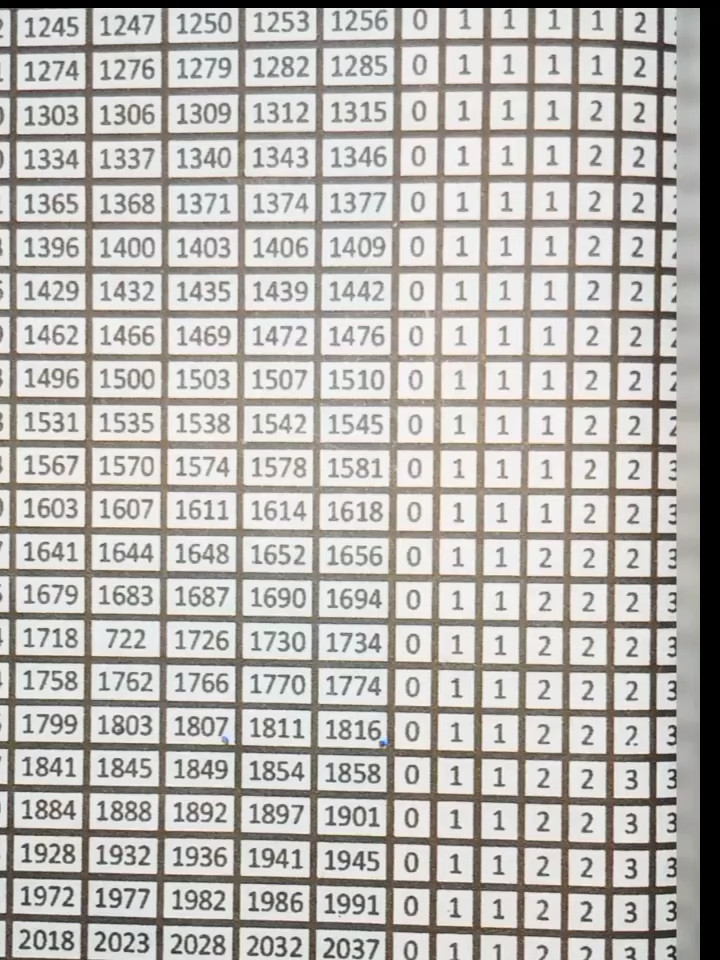 1245 1247 1250 1253 1256 0 1 1 1 1 2
1274 1276 1279 1282 1285 0 1 1 1 1 2
1303 1306 1309 1312 1315 0 1 1 1 2 2
1334 1337 1340 1343 1346 0 1 1 1 2 2
1365 1368 1371 1374 1377 0 1 1 1 2 2
1396 1400 1403 1406 1409 0 1 1 1 2 2
1429 1432 1435 1439 1442 0 1 1 1 2 2
1462 1466 1469 1472 1476 0 1 1 1 2 2
1496 1500 1503 1507 1510 0 1 1 1 2 2
1531 1535 1538 1542 1545 0 1 1 1 2 2
1567 1570 1574 1578 1581 0 1 1 1 2 2 3
1603 1607 1611 1614 1618 0 1 1 1 2 2 3
1641 1644 1648 1652 1656 0 1 1 2 2 2 3
1679 1683 1687 1690 1694 0 1 1 2 2 2 3
1718 722 1726 1730 1734 0 1 1 2 2 2 3
1758 1762 1766 1770 1774 0 1 1 2 2 2 3
1799 1803 1807 1811 1816 0 1 1 2 2 2 3
1841 1845 1849 1854 1858 0 1 1 2 2 3 3
1884 1888 1892 1897 1901 0 1 1 2 2 3 3
1928 1932 1936 1941 1945 0 1 1 2 2 3 3
1972 1977 1982 1986 1991 0 1 1 2 2 3 3
2018 2023 2028 2032 2037 0 1 1 2 2 3 3